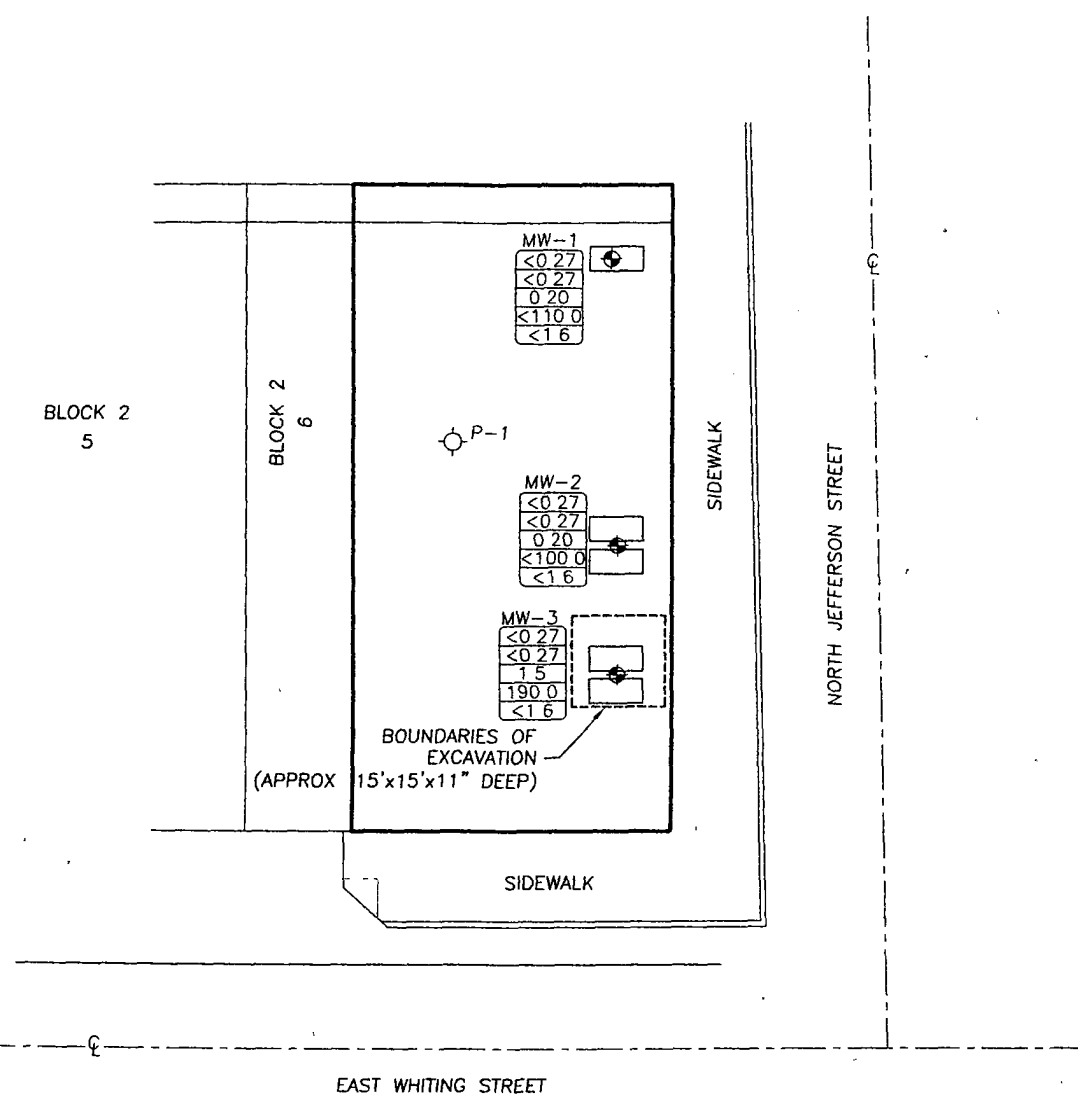 MW-1
<0 27
<0 27
0 20
<110 0
<1 6
BLOCK 2
5
BLOCK 2
6
P-1
MW-2
<0 27
<0 27
0 20
<100 0
<1 6
MW-3
<0 27
<0 27
1 5
190 0
<1 6
BOUNDARIES OF
EXCAVATION
(APPROX 15'x15'x11" DEEP)
SIDEWALK
NORTH JEFFERSON STREET
℄
SIDEWALK
℄
EAST WHITING STREET